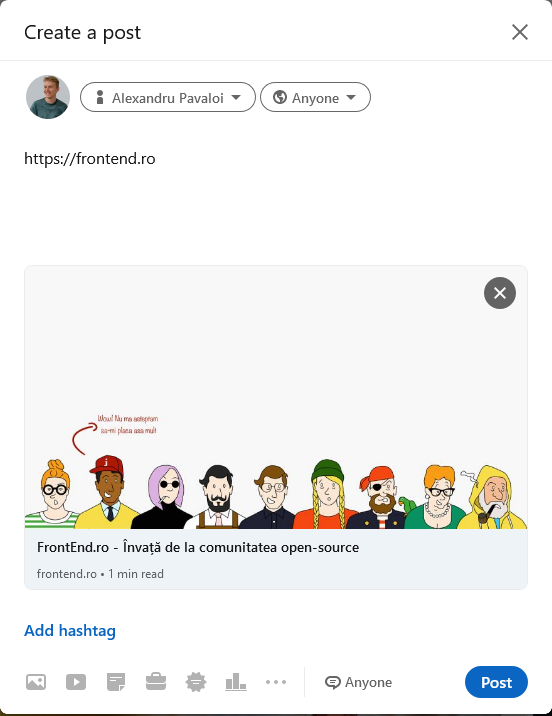 Create a post
Alexandru Pavaloi
Anyone
https://frontend.ro
Wow! Nu ma asteptam
sa-mi placa asa mult
FrontEnd.ro - Învață de la comunitatea open-source
frontend.ro • 1 min read
Add hashtag
Anyone
Post